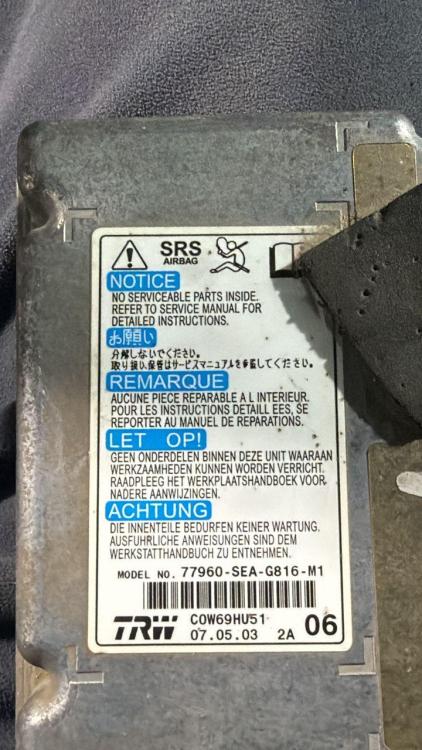 SRS
AIRBAG
NOTICE
NO SERVICEABLE PARTS INSIDE.
REFER TO SERVICE MANUAL FOR
DETAILED INSTRUCTIONS.
お願い
分解しないでください。
取り扱い、保管はサービスマニュアルを参照してください。
REMARQUE
AUCUNE PIECE REPARABLE A L INTERIEUR.
POUR LES INSTRUCTIONS DETAILL EES, SE
REPORTER AU MANUEL DE REPARATIONS.
LET OP!
GEEN ONDERDELEN BINNEN DEZE UNIT WAARAAN
WERKZAAMHEDEN KUNNEN WORDEN VERRICHT.
RAADPLEEG HET WERKPLAATSHANDBOEK VOOR
NADERE AANWIJZINGEN.
ACHTUNG
DIE INNENTEILE BEDURFEN KEINER WARTUNG.
AUSFUHRLICHE ANWEISUNGEN SIND DEM
WERKSTATTHANDBUCH ZU ENTNEHMEN.
MODEL NO. 77960-SEA-G816-M1
TRW COW69HU51
07.05.03 2A 06